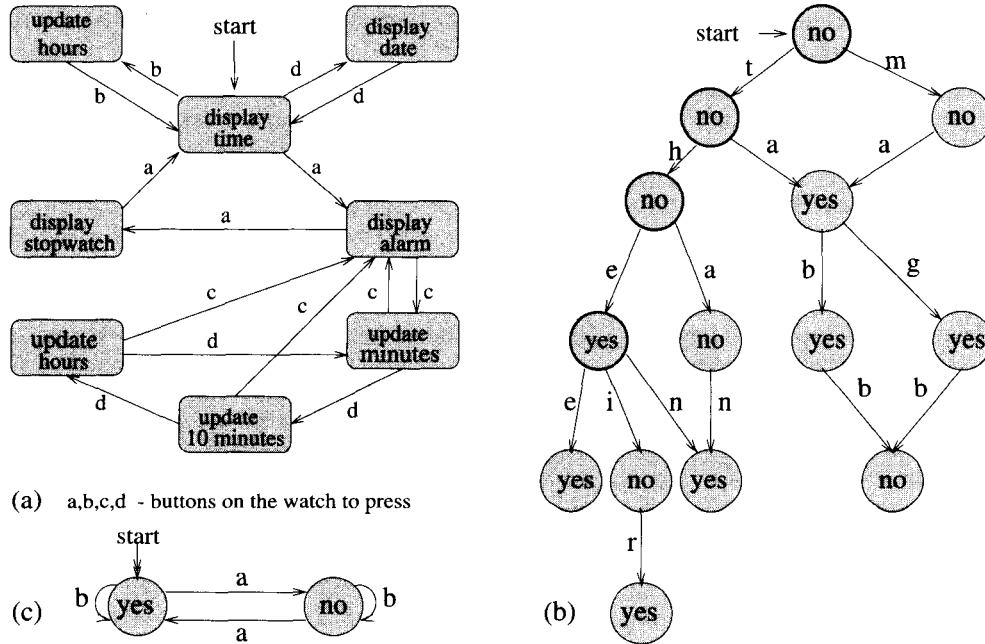 update
hours
start
display
date
b
b
d
d
display
time
a
a
display
stopwatch
a
display
alarm
c
c
c
c
update
hours
d
update
minutes
d
update
10 minutes
d
(a) a,b,c,d - buttons on the watch to press
start
b
yes
a
a
no
b
(c)
start
no
t
m
no
no
h
a
a
no
yes
e
a
b
g
yes
no
yes
yes
e
i
n
n
b
b
yes
no
yes
no
r
yes
(b)